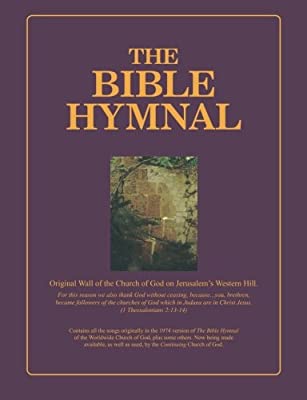 THE
BIBLE
HYMNAL
Original Wall of the Church of God on Jerusalem's Western Hill.
For this reason we also thank God without ceasing, because...you, brethren,
became followers of the churches of God which in Judaea are in Christ Jesus.
(1 Thessalonians 2:13-14)
Contains all the songs originally in the 1974 version of The Bible Hymnal
of the Worldwide Church of God, plus some others. Now being made
available, as well as used, by the Continuing Church of God.